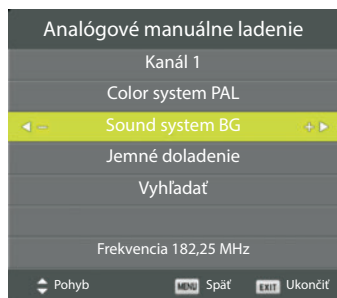 Analógové manuálne ladenie
Kanál 1
Color system PAL
Sound system BG
Jemné doladenie
Vyhľadať
Frekvencia 182,25 MHz
Pohyb MENU Späť EXIT Ukončiť